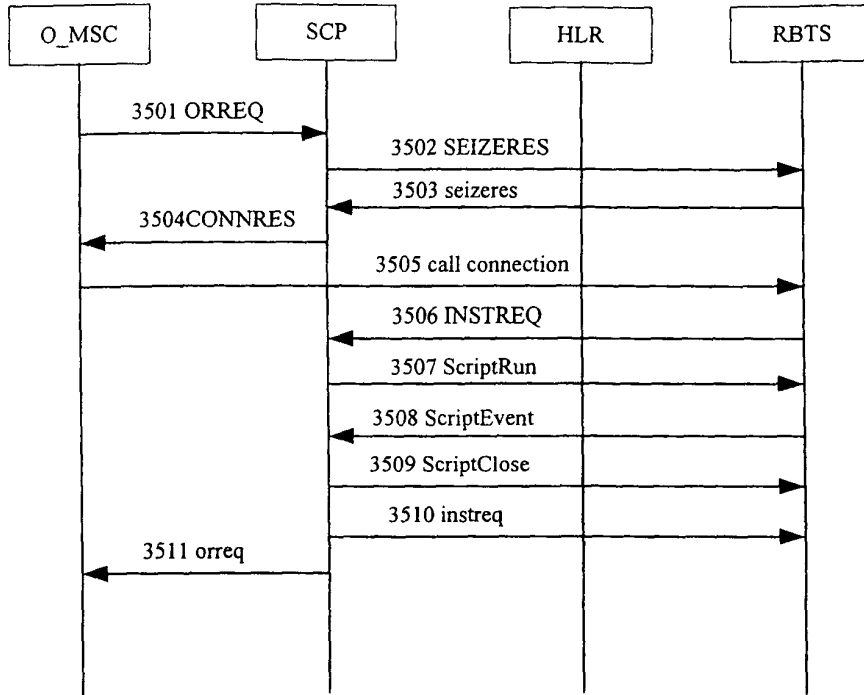 O_MSC
SCP
HLR
RBTS
3501 ORREQ
3502 SEIZERES
3503 seizeres
3504CONNRES
3505 call connection
3506 INSTREQ
3507 ScriptRun
3508 ScriptEvent
3509 ScriptClose
3510 instreq
3511 orreq